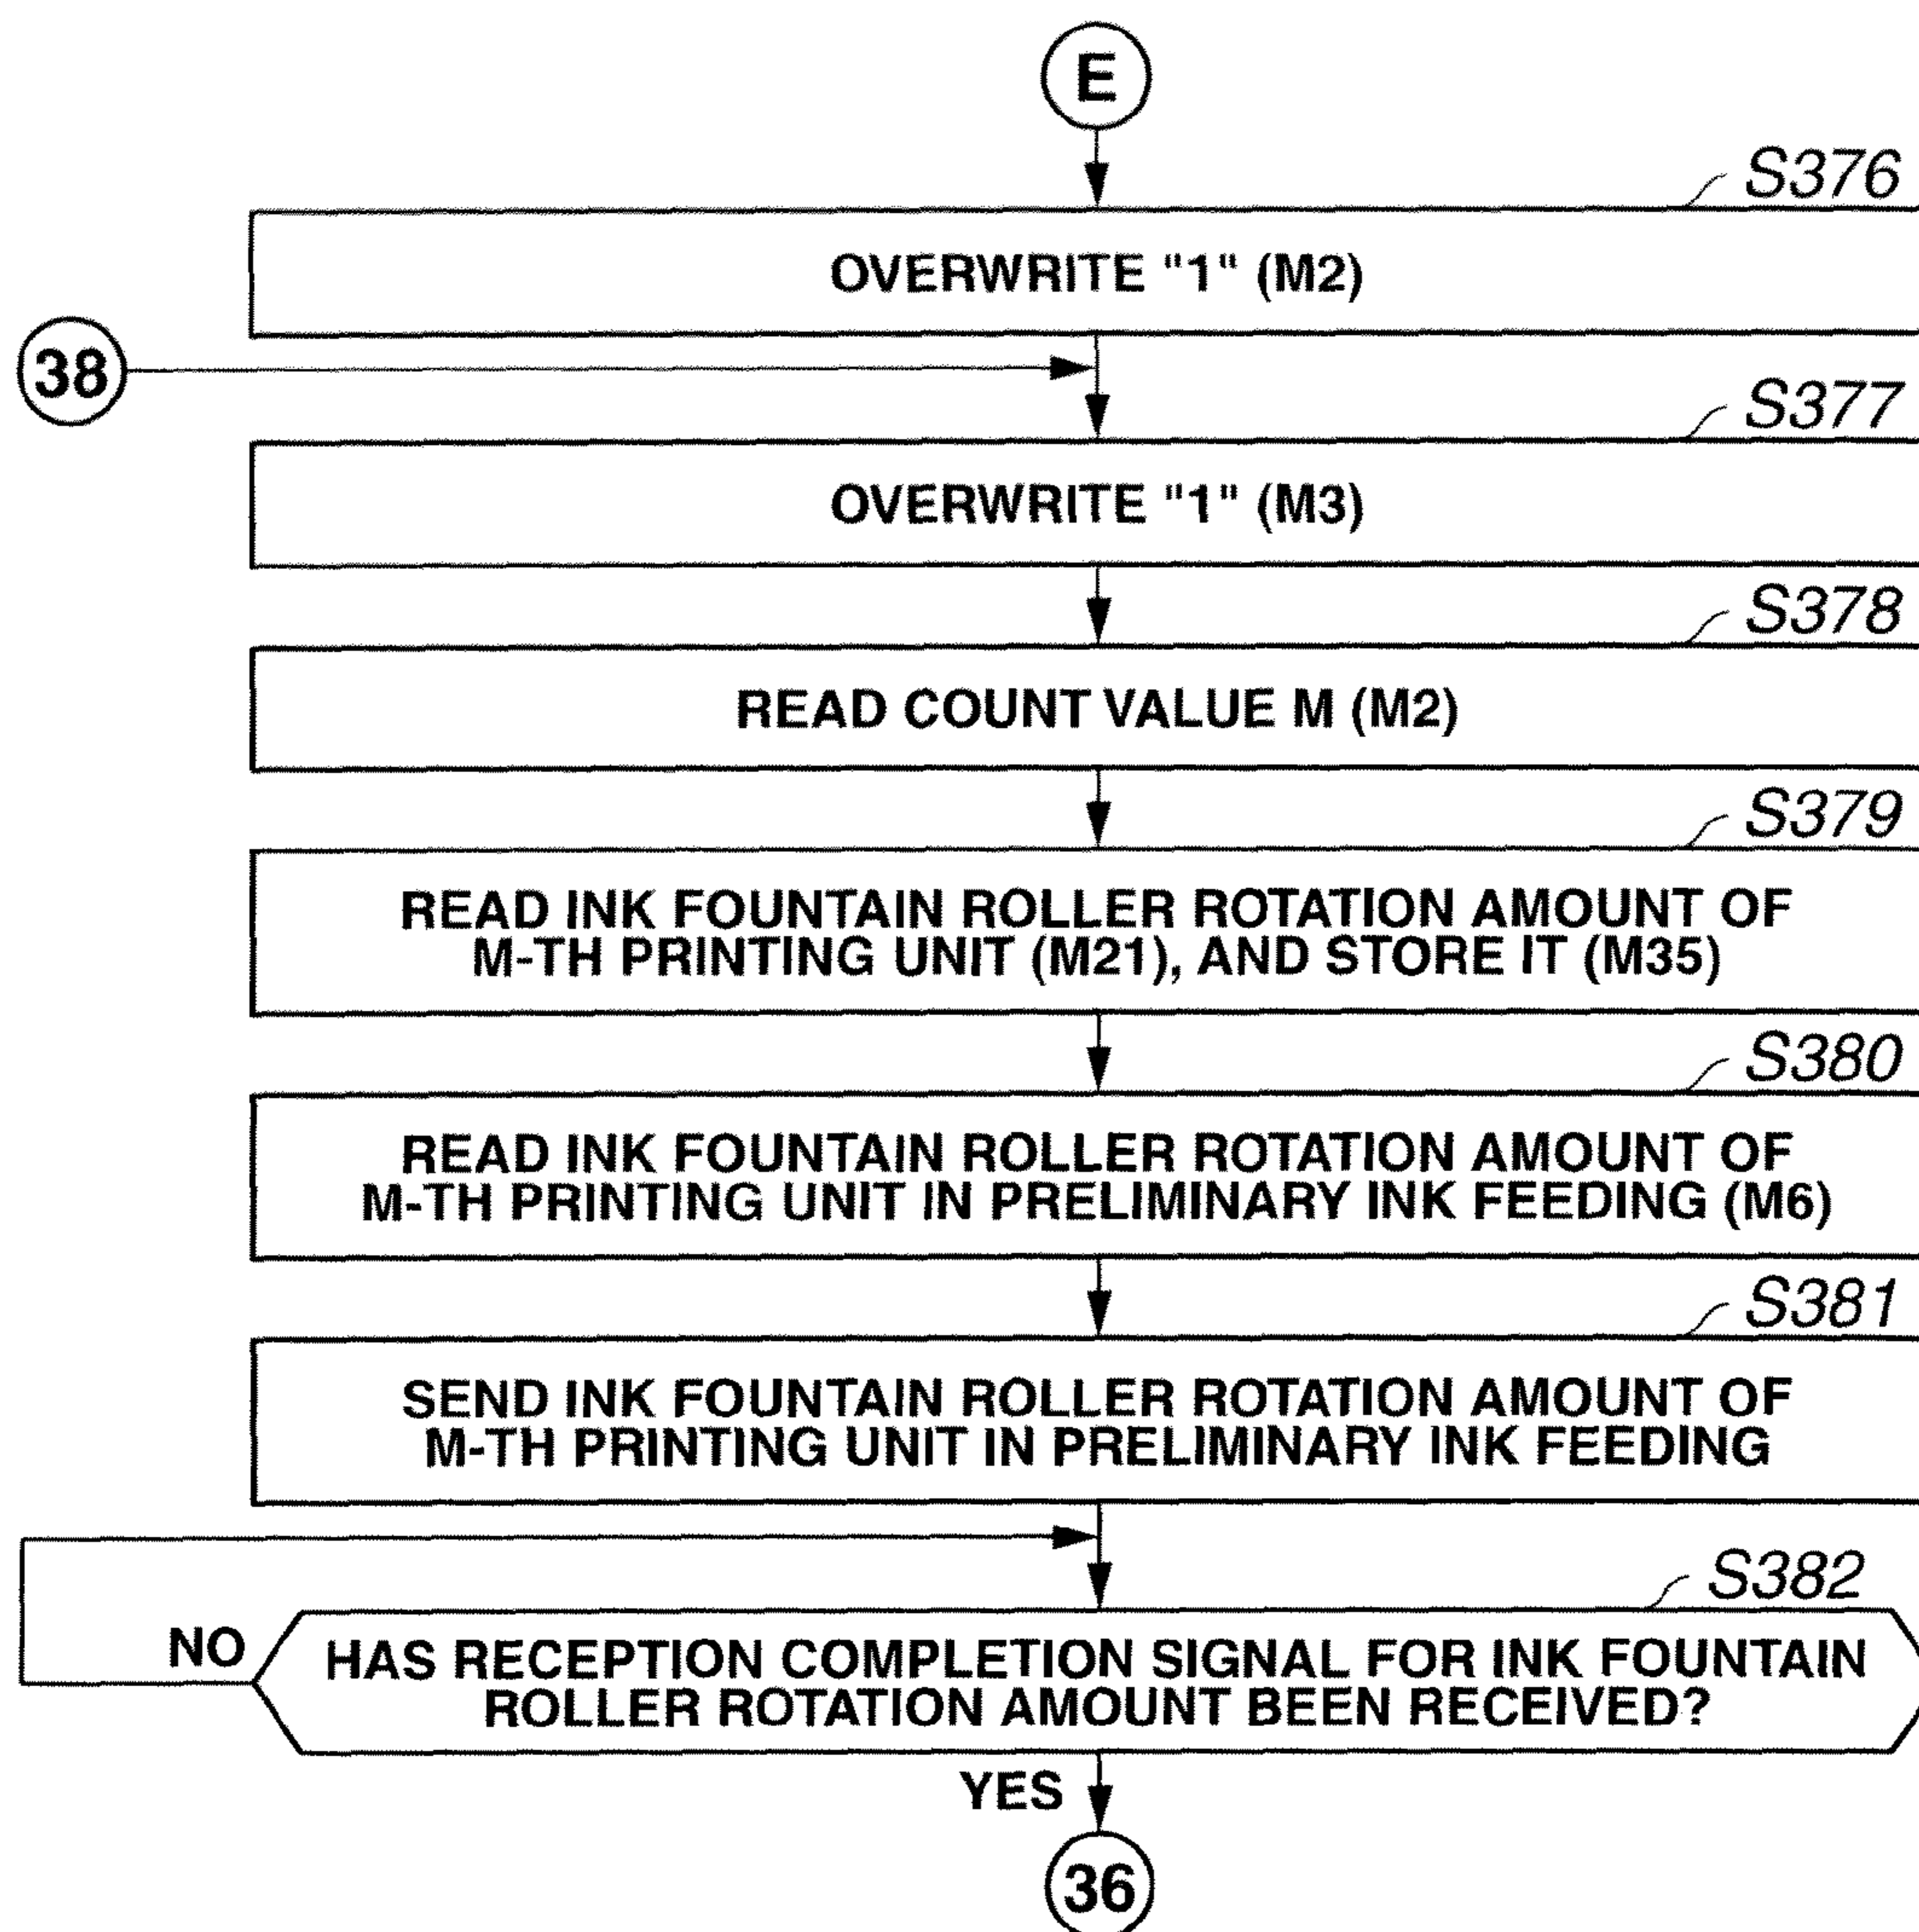 E
S376
OVERWRITE "1" (M2)
38
S377
OVERWRITE "1" (M3)
S378
READ COUNT VALUE M (M2)
S379
READ INK FOUNTAIN ROLLER ROTATION AMOUNT OF
M-TH PRINTING UNIT (M21), AND STORE IT (M35)
S380
READ INK FOUNTAIN ROLLER ROTATION AMOUNT OF
M-TH PRINTING UNIT IN PRELIMINARY INK FEEDING (M6)
S381
SEND INK FOUNTAIN ROLLER ROTATION AMOUNT OF
M-TH PRINTING UNIT IN PRELIMINARY INK FEEDING
S382
NO
HAS RECEPTION COMPLETION SIGNAL FOR INK FOUNTAIN
ROLLER ROTATION AMOUNT BEEN RECEIVED?
YES
36